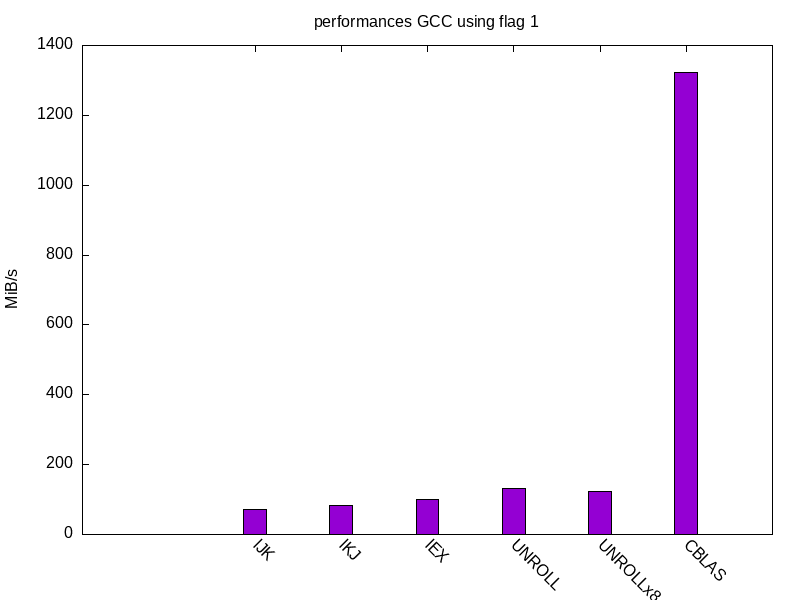 performances GCC using flag 1
1400
1200
1000
800
600
400
200
0
MiB/s
IJK
IKJ
IEX
UNROLL
UNROLLx8
CBLAS